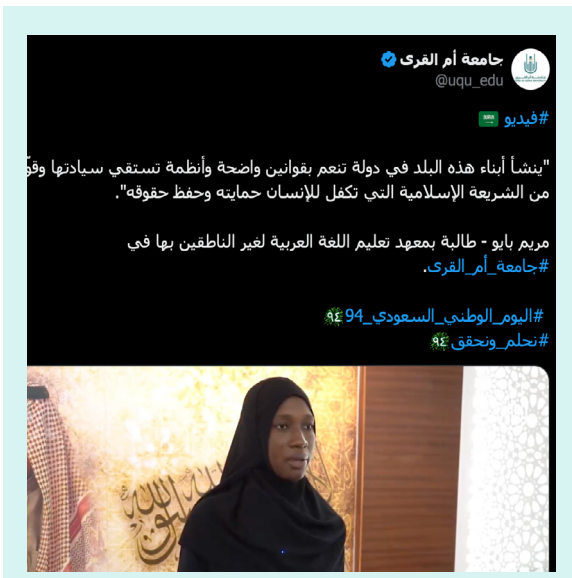 جامعة أم القرى
@uqu_edu
#فيديو
"ينشأ أبناء هذه البلد في دولة تنعم بقوانين واضحة وأنظمة تستقي سيادتها
من الشريعة الإسلامية التي تكفل للإنسان حمايته وحفظ حقوقه".
مريم بايو - طالبة بمعهد تعليم اللغة العربية لغير الناطقين بها في
#جامعة_أم_القرى.
#اليوم_الوطني_السعودي_94 ٩٤
#نحلم_ونحقق ٩٤